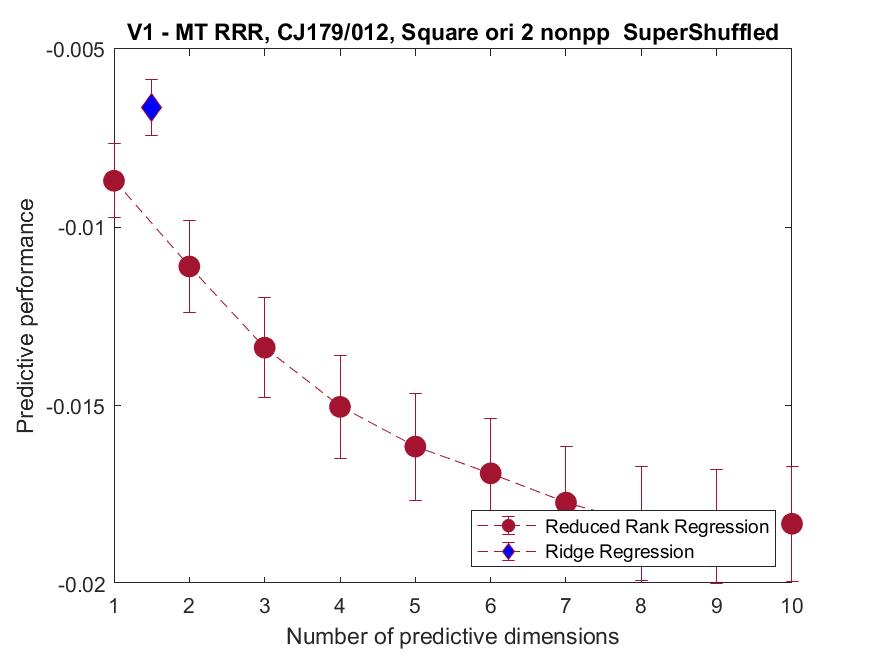 V1 - MT RRR, CJ179/012, Square ori 2 nonpp  SuperShuffled
-0.005
-0.01
-0.015
-0.02
Predictive performance
1 2 3 4 5 6 7 8 9 10
Number of predictive dimensions
Reduced Rank Regression
Ridge Regression